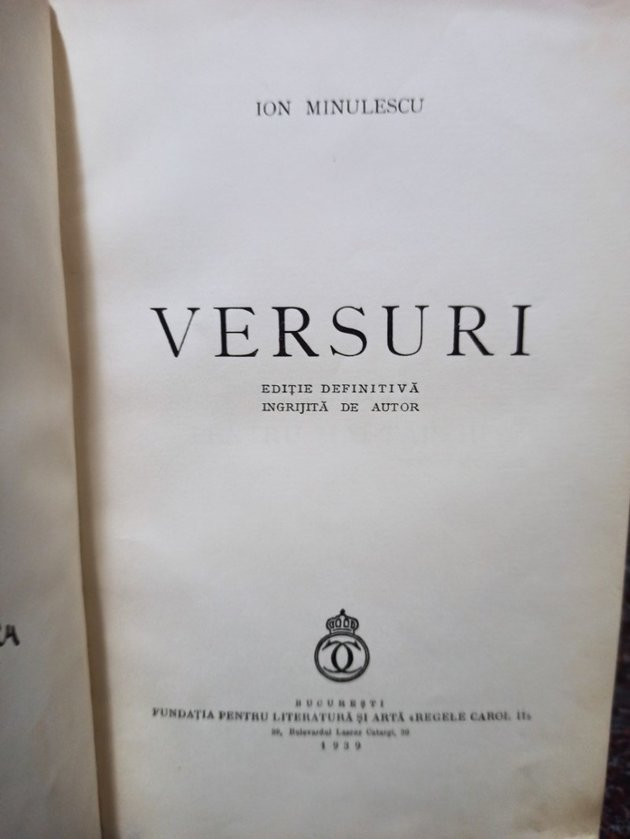 ION MINULESCU
VERSURI
EDIȚIE DEFINITIVĂ
INGRIJITĂ DE AUTOR
BUCUREȘTI
FUNDAȚIA PENTRU LITERATURĂ ȘI ARTĂ «REGELE CAROL II»
39, Bulevardul Lascar Catargi, 39
1939